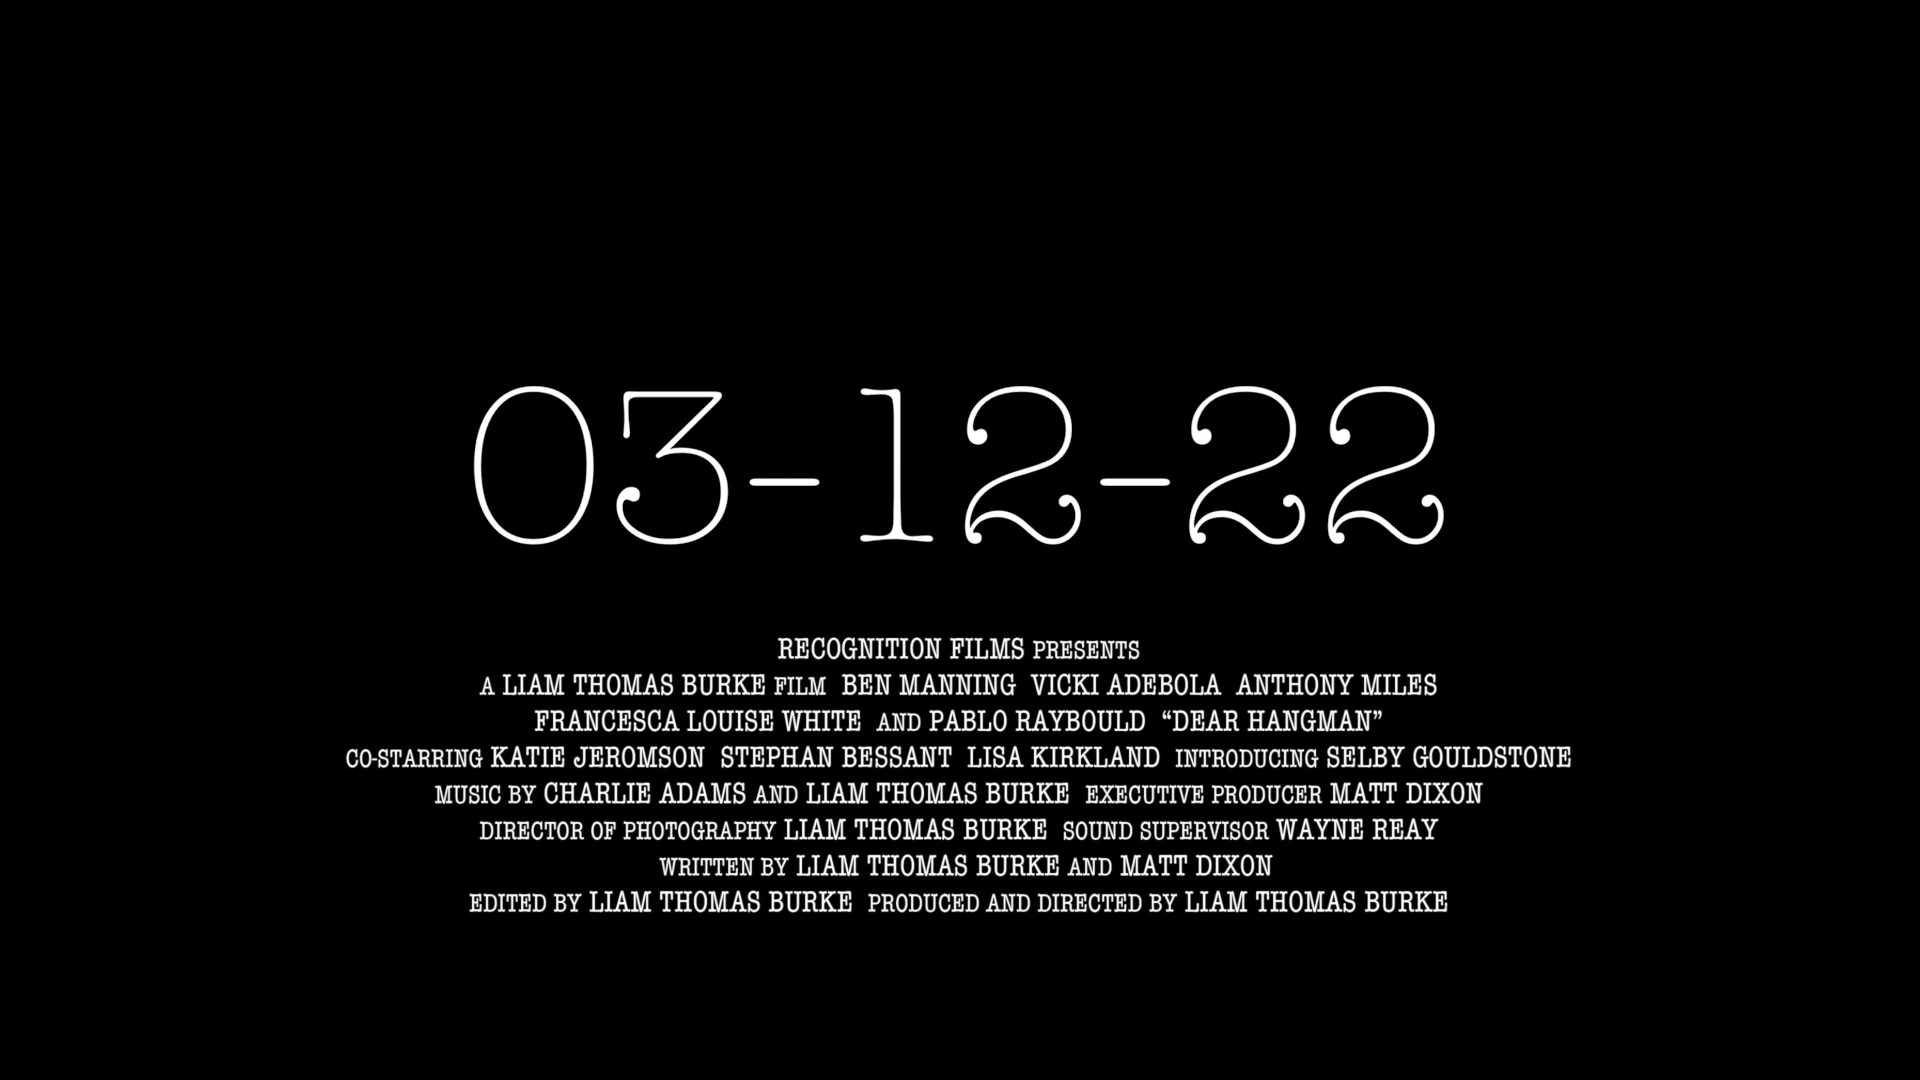 03-12-22
RECOGNITION FILMS PRESENTS
A LIAM THOMAS BURKE FILM BEN MANNING VICKI ADEBOLA ANTHONY MILES
FRANCESCA LOUISE WHITE AND PABLO RAYBOULD “DEAR HANGMAN”
CO-STARRING KATIE JEROMSON STEPHAN BESSANT LISA KIRKLAND INTRODUCING SELBY GOULDSTONE
MUSIC BY CHARLIE ADAMS AND LIAM THOMAS BURKE EXECUTIVE PRODUCER MATT DIXON
DIRECTOR OF PHOTOGRAPHY LIAM THOMAS BURKE SOUND SUPERVISOR WAYNE REAY
WRITTEN BY LIAM THOMAS BURKE AND MATT DIXON
EDITED BY LIAM THOMAS BURKE PRODUCED AND DIRECTED BY LIAM THOMAS BURKE